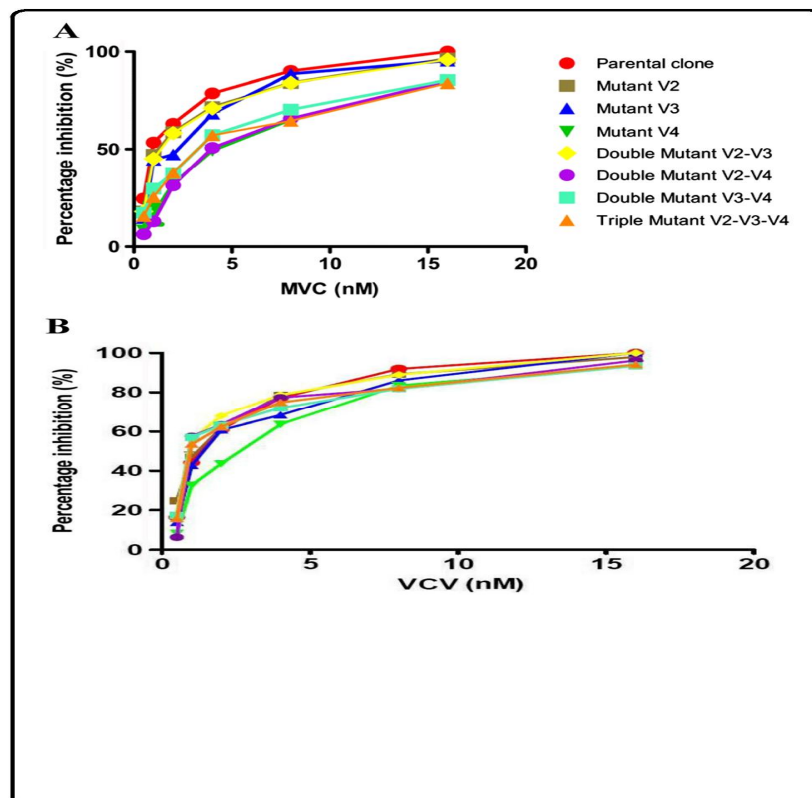 A
Percentage inhibition (%)
100
50
0
0
5
10
15
20
MVC (nM)
Parental clone
Mutant V2
Mutant V3
Mutant V4
Double Mutant V2-V3
Double Mutant V2-V4
Double Mutant V3-V4
Triple Mutant V2-V3-V4
B
Percentage inhibition (%)
100
80
60
40
20
0
0
5
10
15
20
VCV (nM)